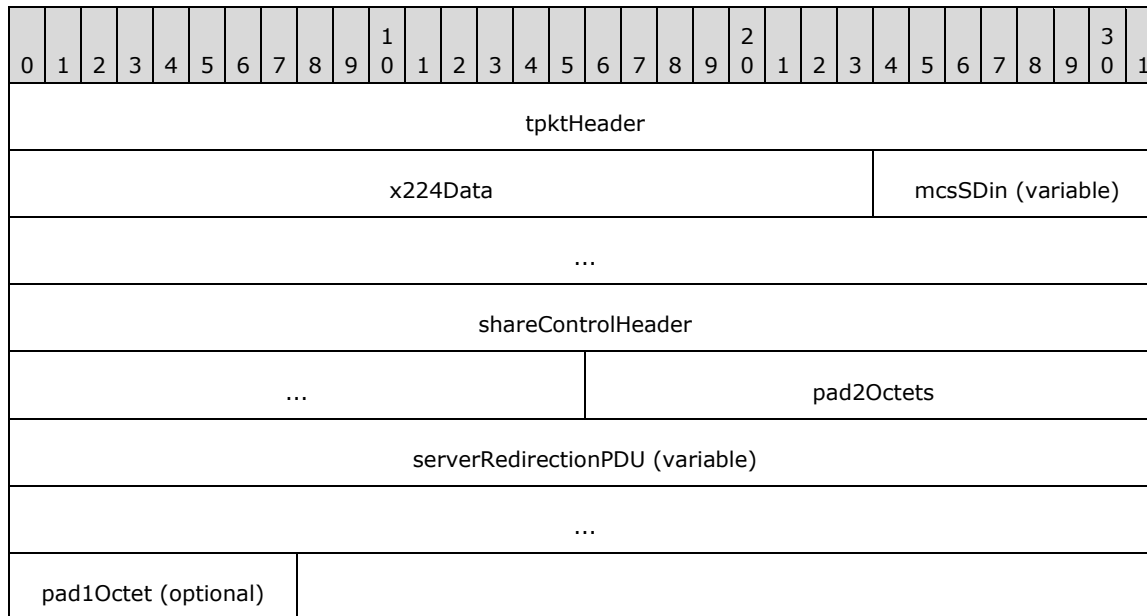 1 2 3
0 1 2 3 4 5 6 7 8 9 0 1 2 3 4 5 6 7 8 9 0 1 2 3 4 5 6 7 8 9 0 1
tpktHeader
x224Data mcsSDin (variable)
...
shareControlHeader
... pad2Octets
serverRedirectionPDU (variable)
...
pad1Octet (optional)